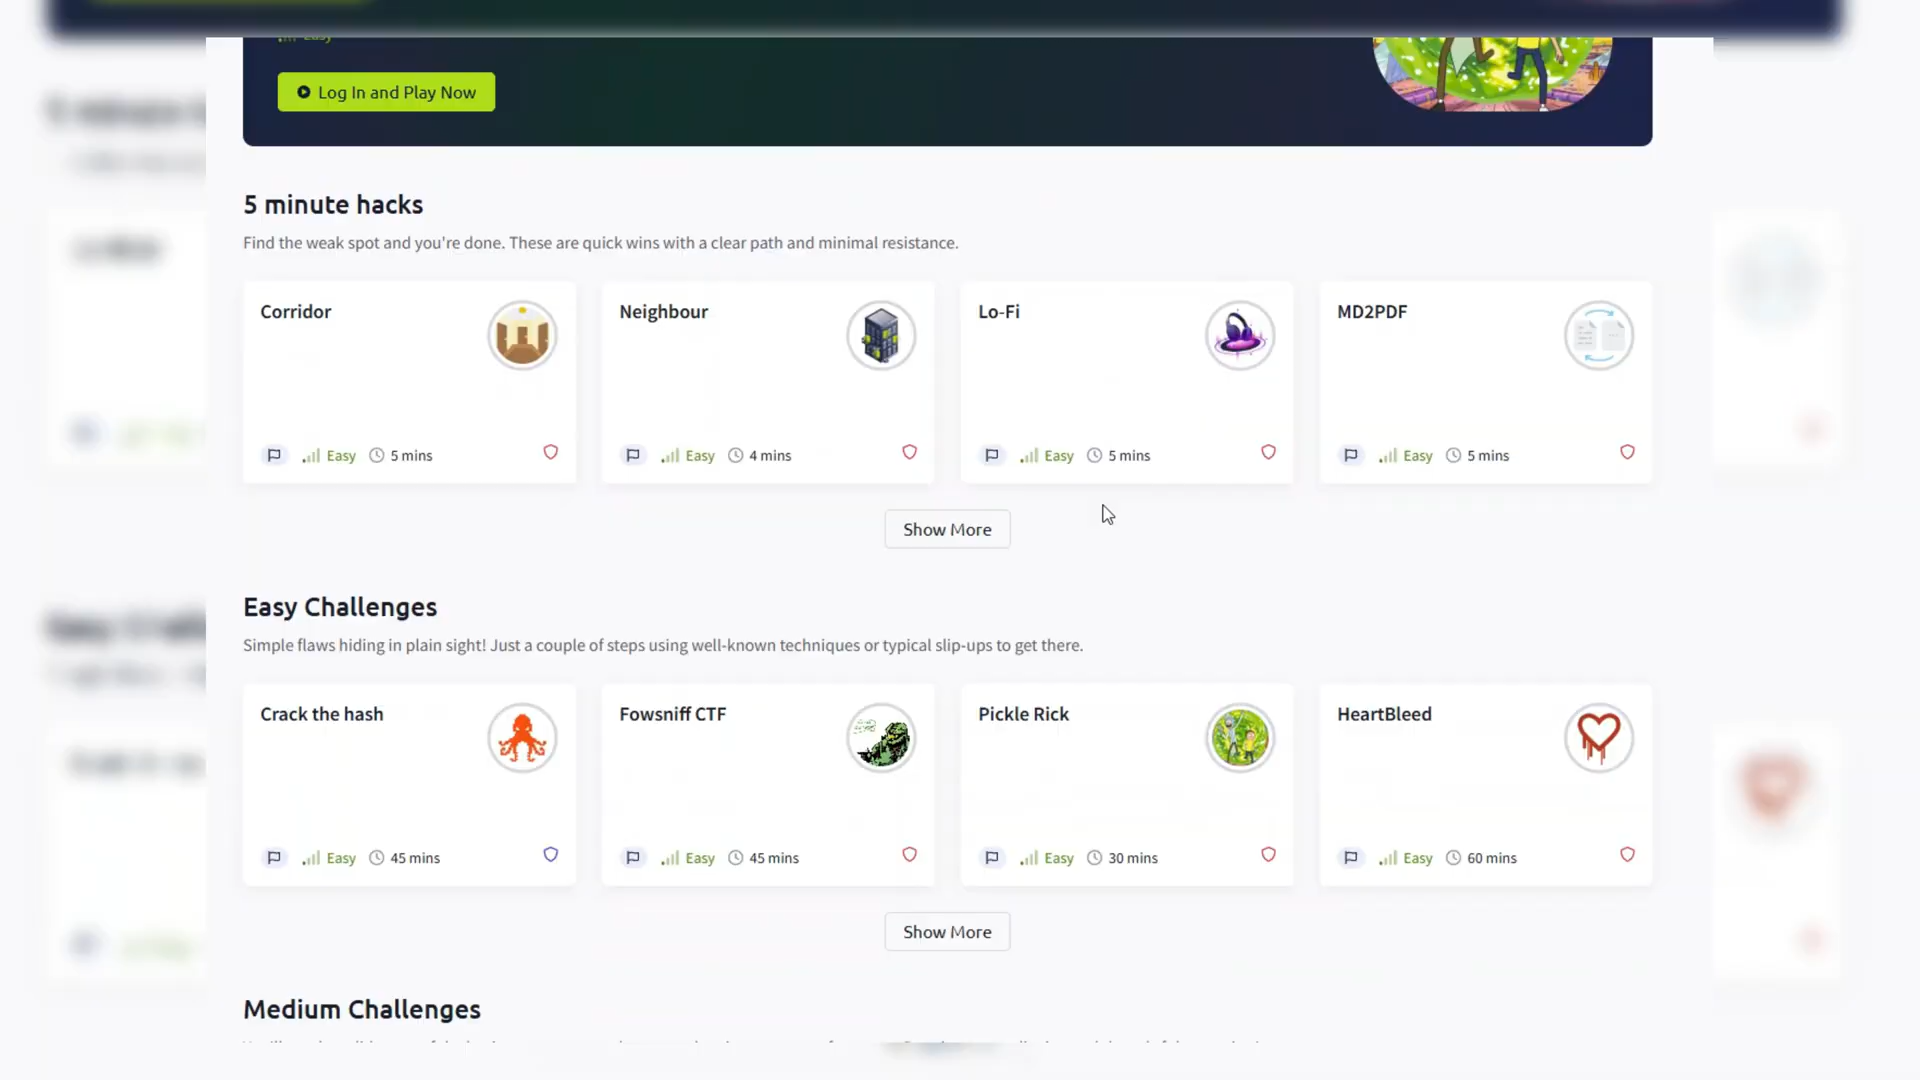 Easy
Log In and Play Now
5 minute hacks
Find the weak spot and you're done. These are quick wins with a clear path and minimal resistance.
Corridor
Neighbour
Lo-Fi
MD2PDF
Easy 5 mins
Easy 4 mins
Easy 5 mins
Easy 5 mins
Show More
Easy Challenges
Simple flaws hiding in plain sight! Just a couple of steps using well-known techniques or typical slip-ups to get there.
Crack the hash
Fowsniff CTF
Pickle Rick
HeartBleed
Easy 45 mins
Easy 45 mins
Easy 30 mins
Easy 60 mins
Show More
Medium Challenges